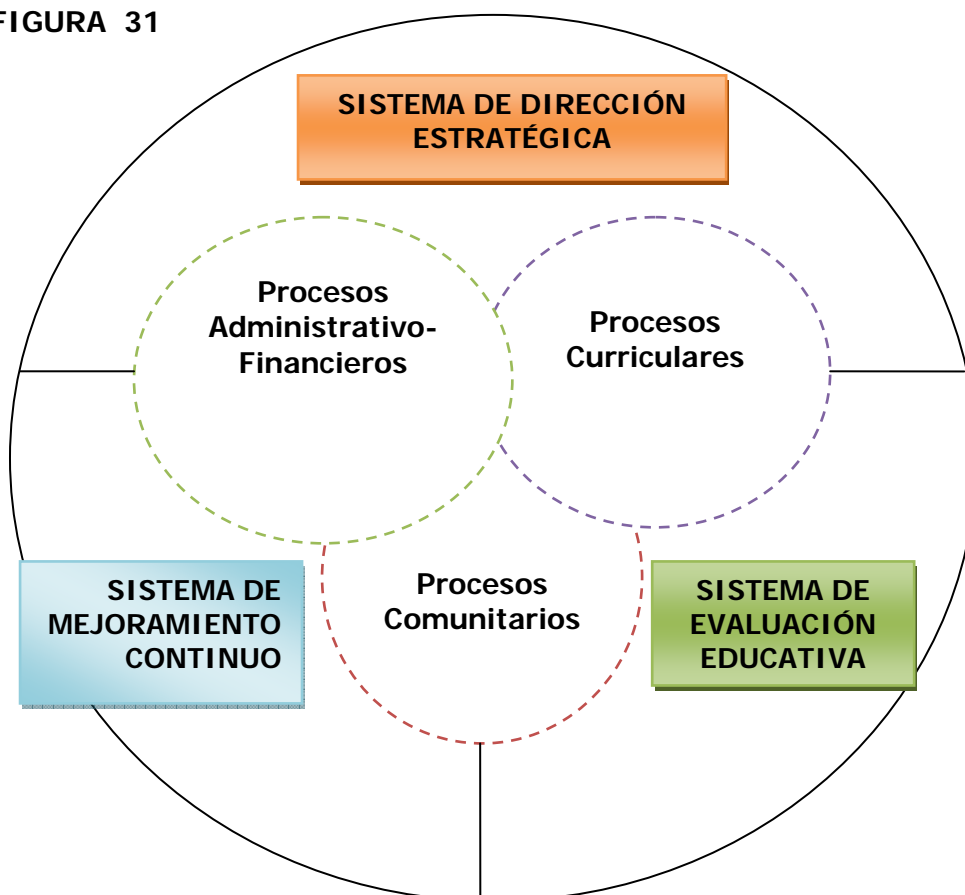 FIGURA 31
SISTEMA DE DIRECCIÓN
ESTRATÉGICA
Procesos
Administrativo-
Financieros
Procesos
Curriculares
SISTEMA DE
MEJORAMIENTO
CONTINUO
Procesos
Comunitarios
SISTEMA DE
EVALUACIÓN
EDUCATIVA